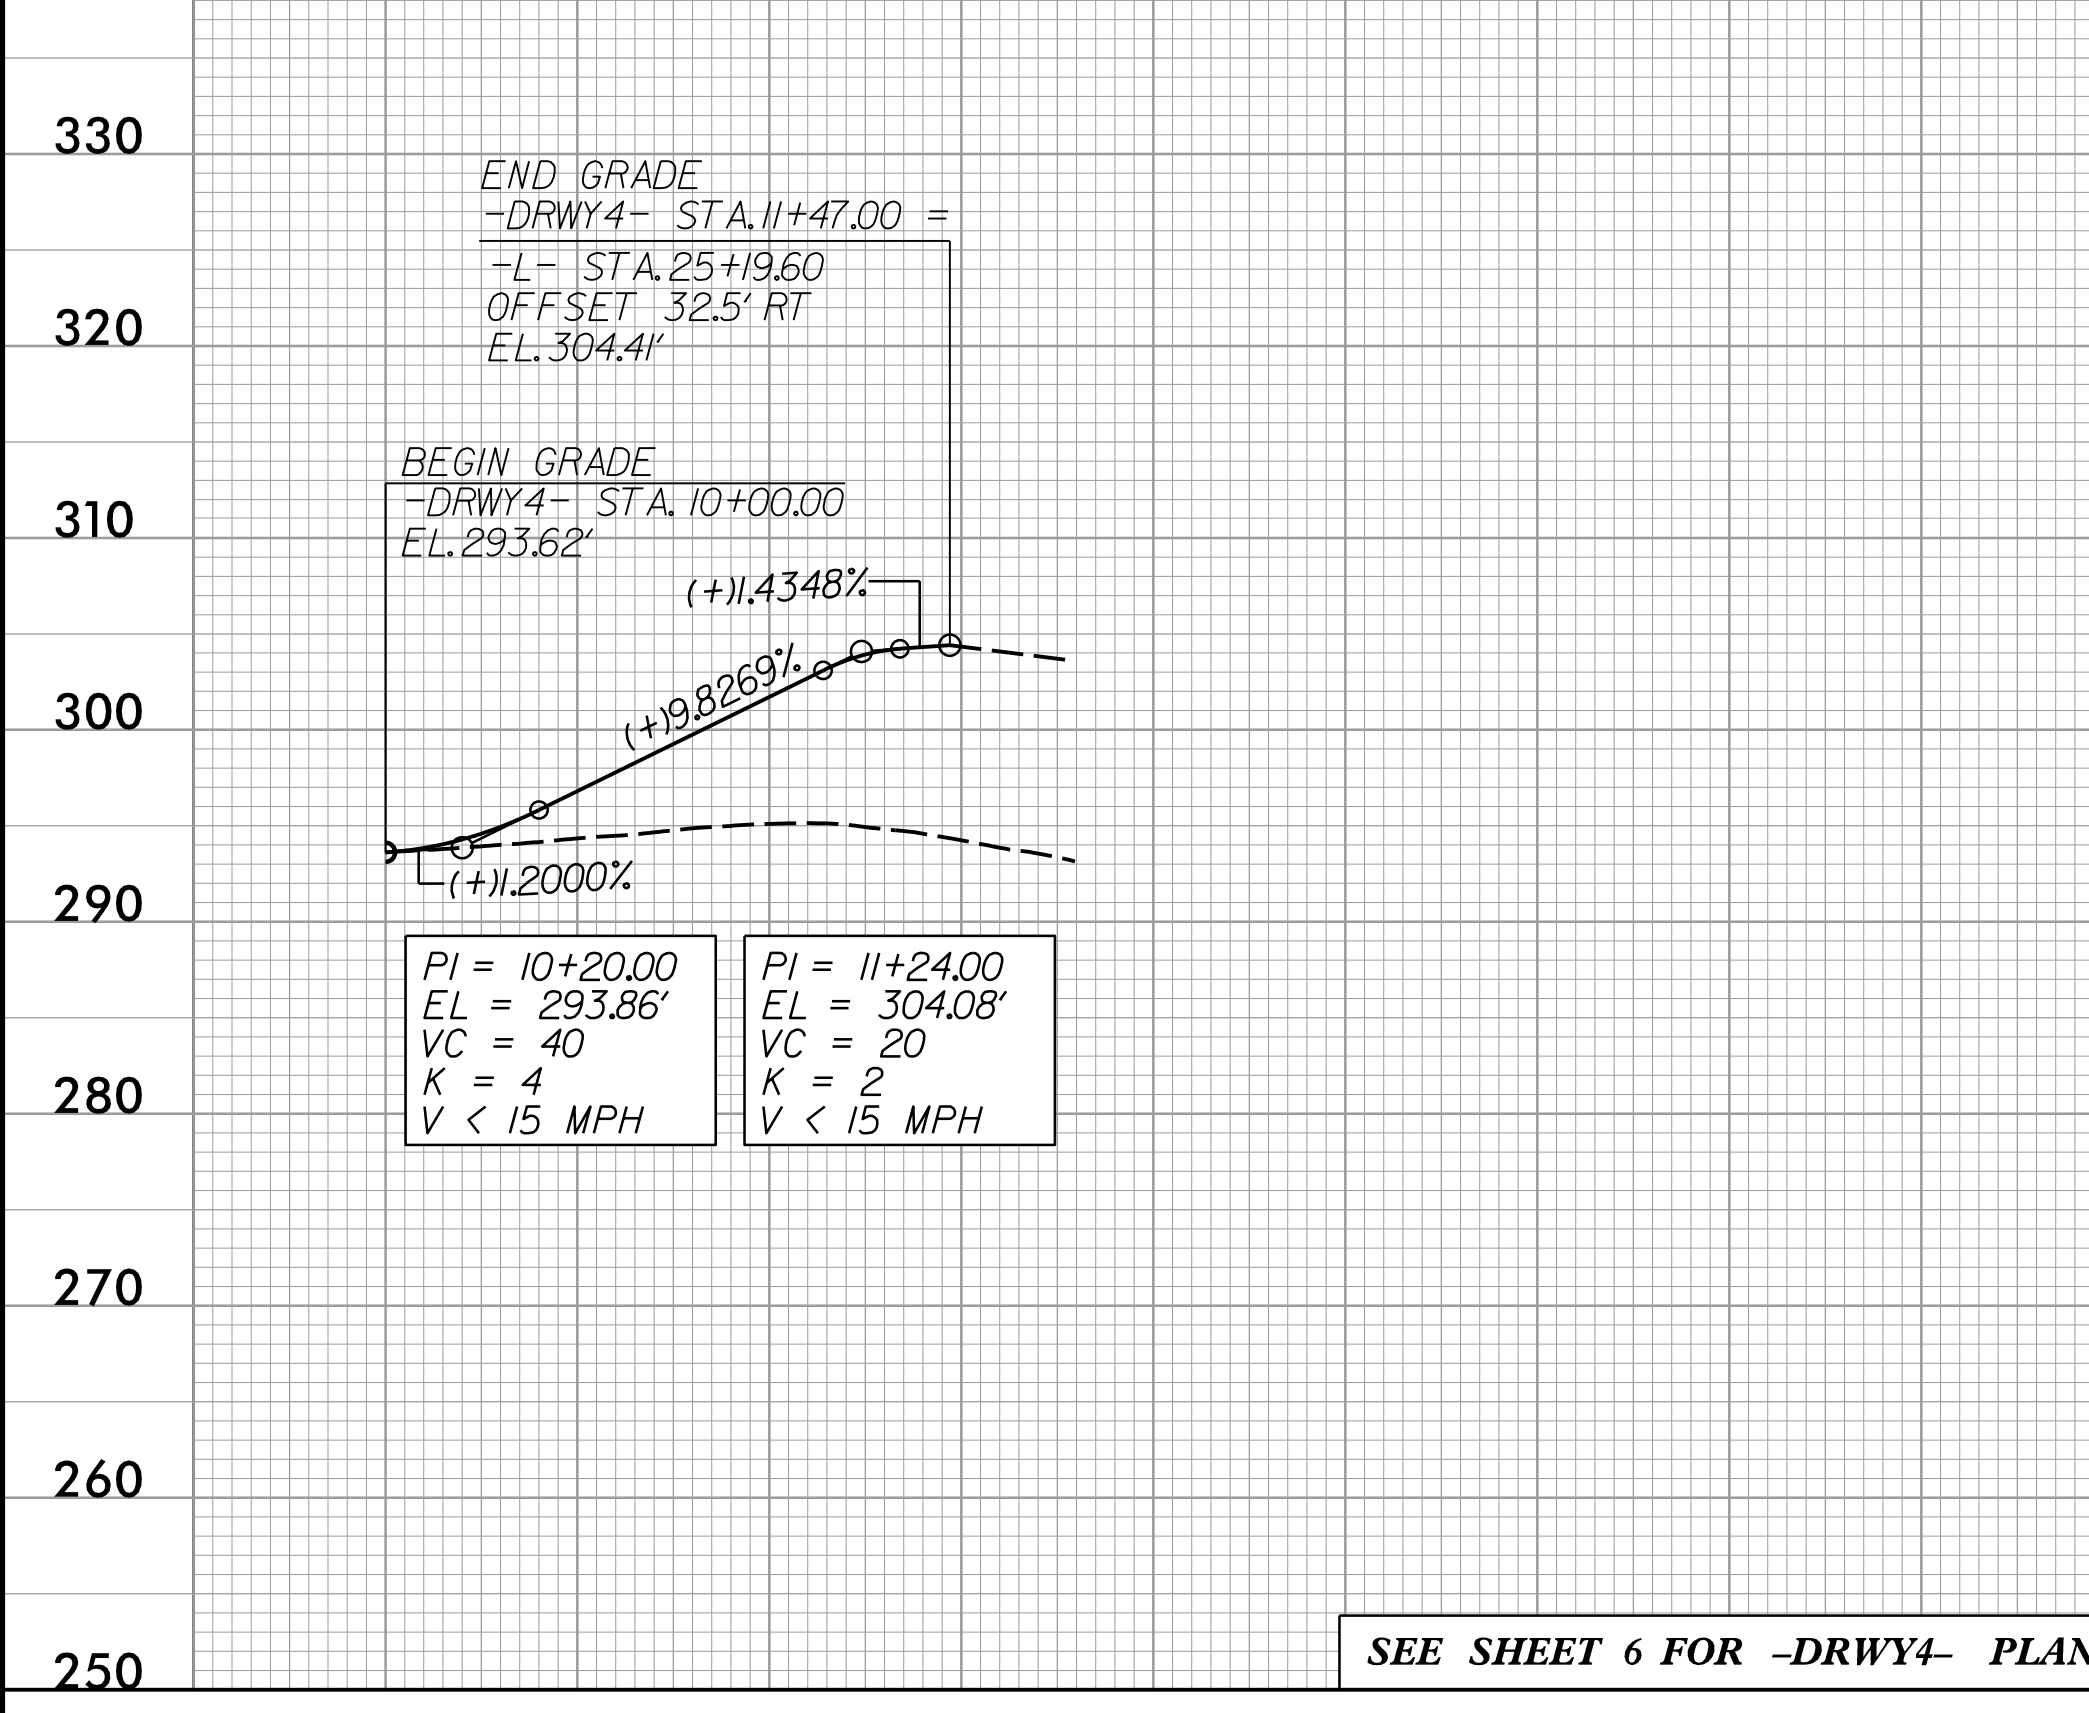 330
END GRADE
-DRWY4- STA. 11+47.00 =
-L- STA. 25+19.60
OFFSET 32.5' RT
EL. 304.41'
320
BEGIN GRADE
-DRWY4- STA. 10+00.00
EL. 293.62'
310
(+)1.4348%
(+)9.8269%
300
(+)1.2000%
290
PI = 10+20.00
EL = 293.86'
VC = 40
K = 4
V < 15 MPH
PI = 11+24.00
EL = 304.08'
VC = 20
K = 2
V < 15 MPH
280
270
260
250
SEE SHEET 6 FOR -DRWY4- PLAN